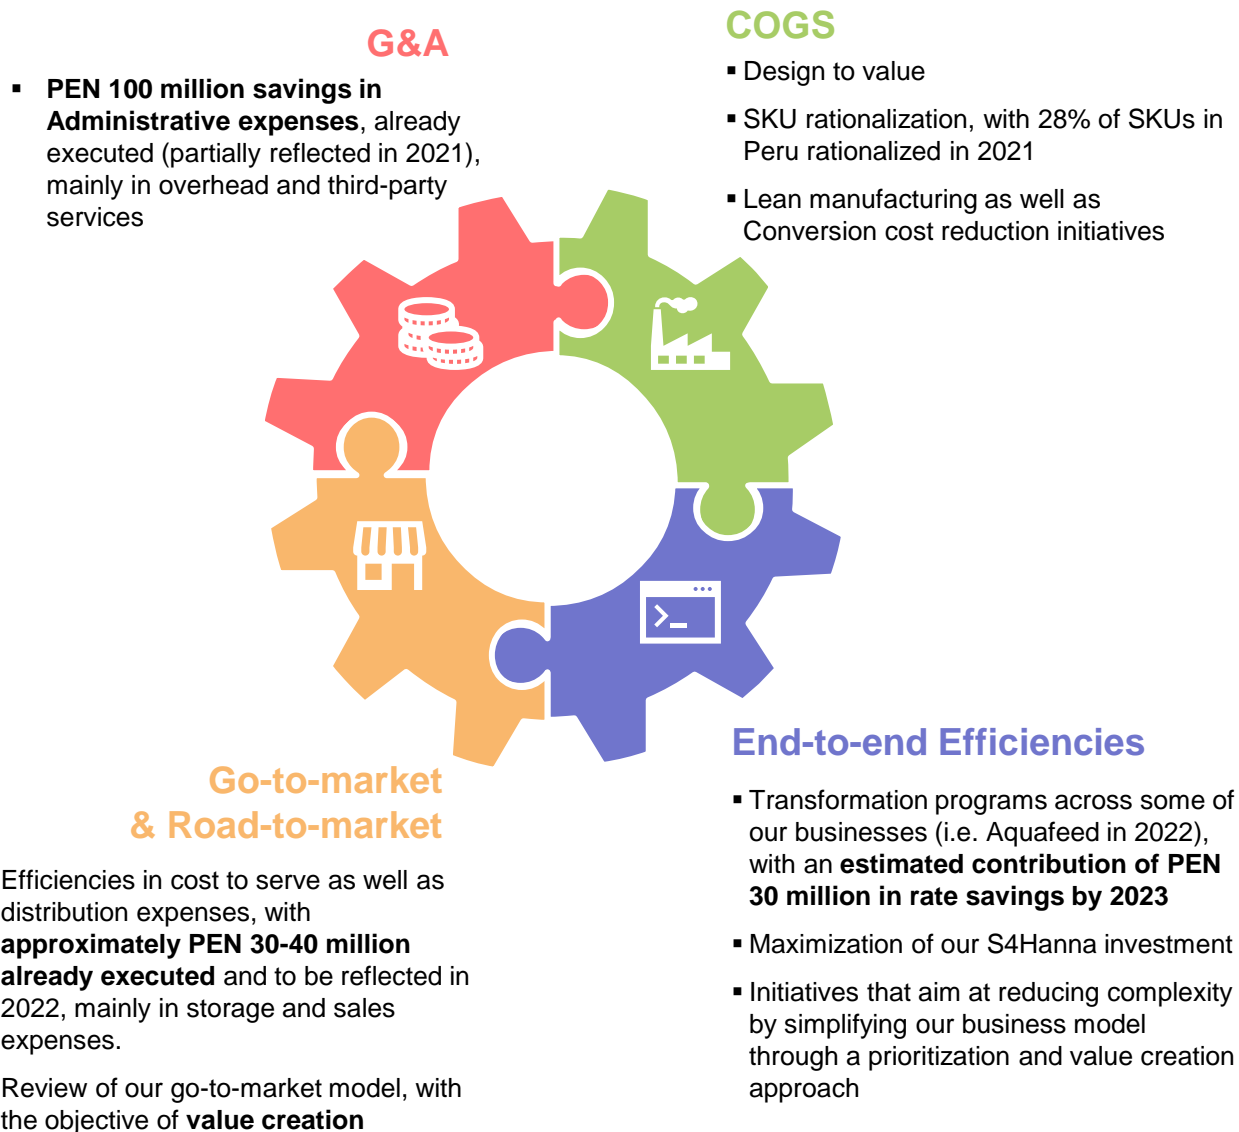 G&A
▪ PEN 100 million savings in
Administrative expenses, already
executed (partially reflected in 2021),
mainly in overhead and third-party
services
COGS
▪ Design to value
▪ SKU rationalization, with 28% of SKUs in
Peru rationalized in 2021
▪ Lean manufacturing as well as
Conversion cost reduction initiatives
Go-to-market
& Road-to-market
Efficiencies in cost to serve as well as
distribution expenses, with
approximately PEN 30-40 million
already executed and to be reflected in
2022, mainly in storage and sales
expenses.
Review of our go-to-market model, with
the objective of value creation
End-to-end Efficiencies
▪ Transformation programs across some of
our businesses (i.e. Aquafeed in 2022),
with an estimated contribution of PEN
30 million in rate savings by 2023
▪ Maximization of our S4Hanna investment
▪ Initiatives that aim at reducing complexity
by simplifying our business model
through a prioritization and value creation
approach